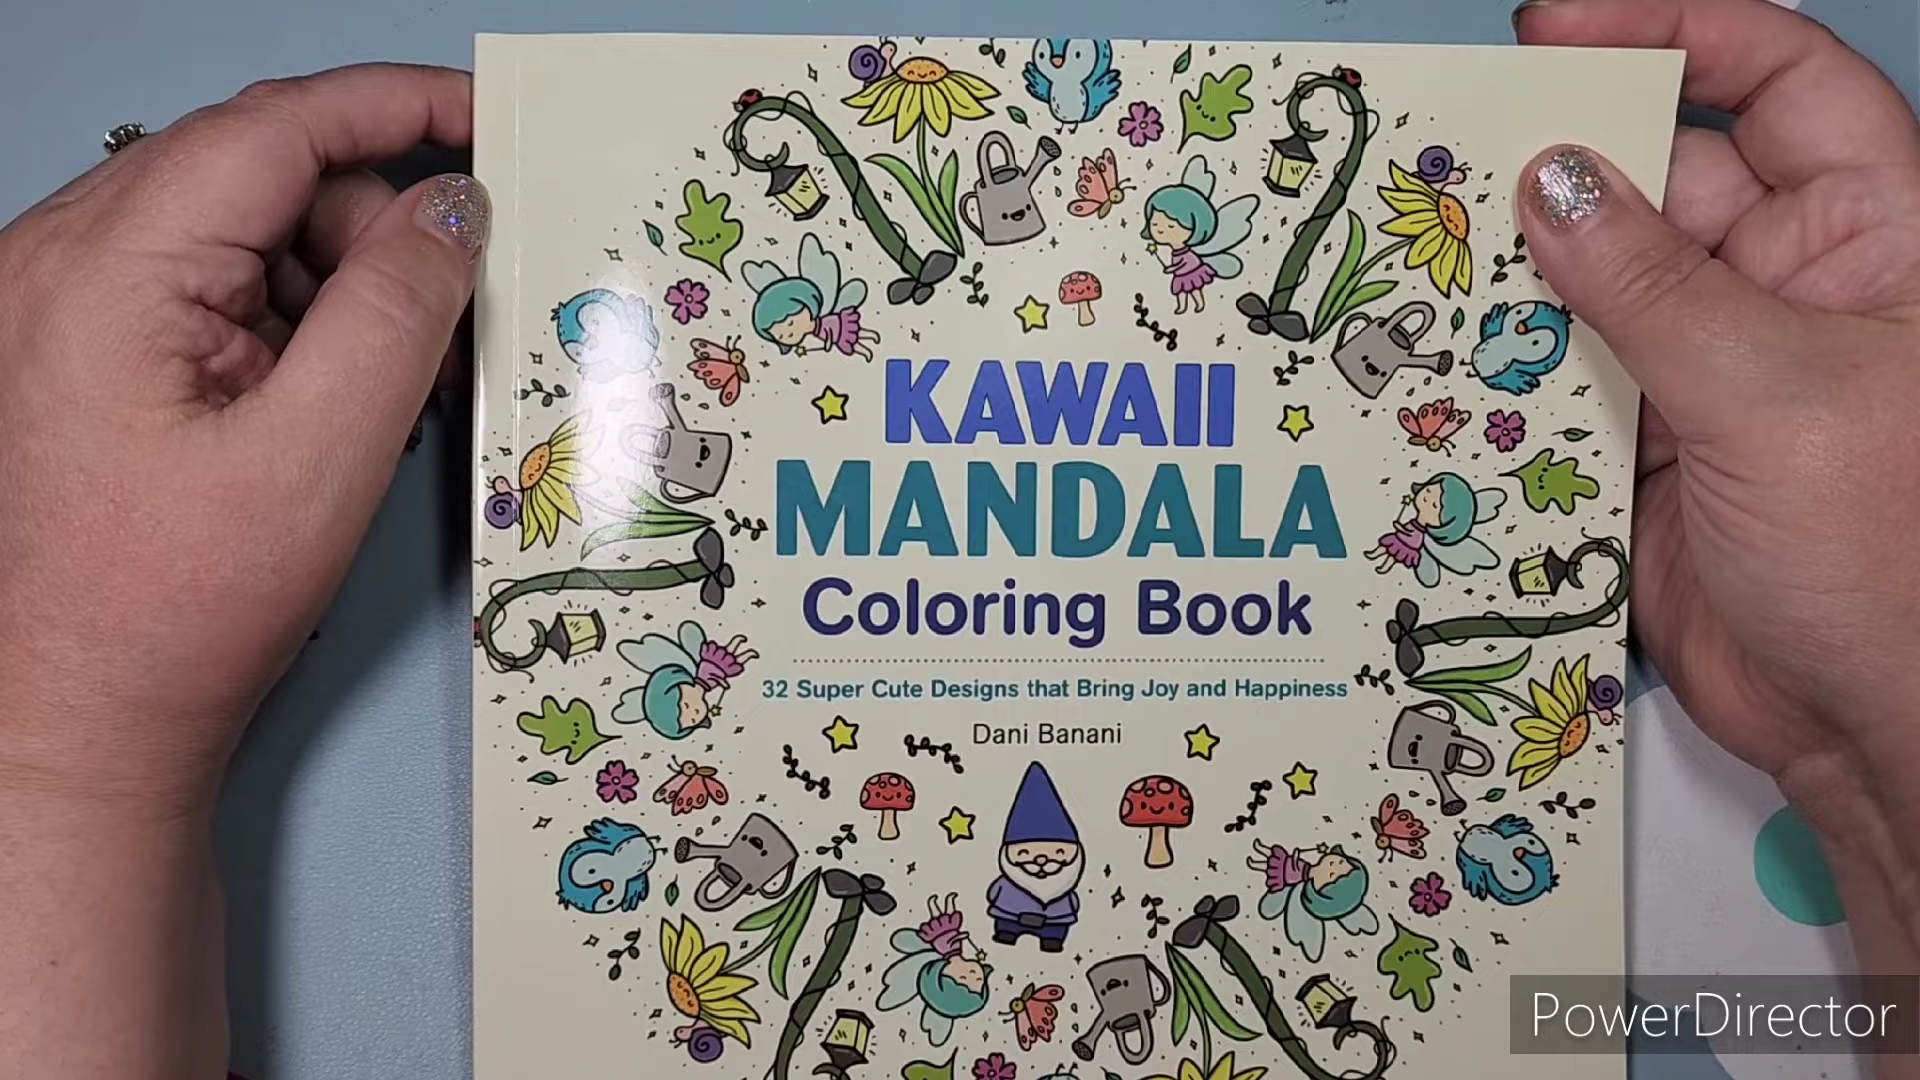 KAWAII
MANDALA
Coloring Book
32 Super Cute Designs that Bring Joy and Happiness
Dani Banani
PowerDirector